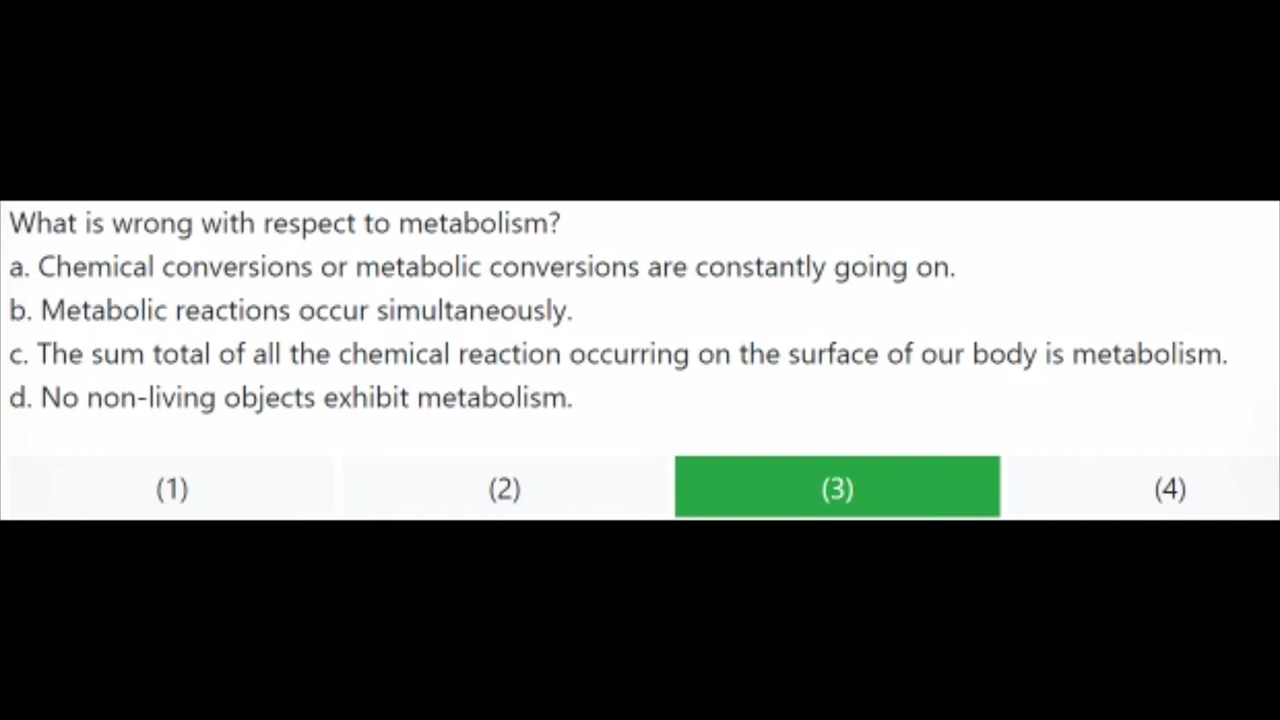 What is wrong with respect to metabolism?
a. Chemical conversions or metabolic conversions are constantly going on.
b. Metabolic reactions occur simultaneously.
c. The sum total of all the chemical reaction occurring on the surface of our body is metabolism.
d. No non-living objects exhibit metabolism.
(1) (2) (3) (4)